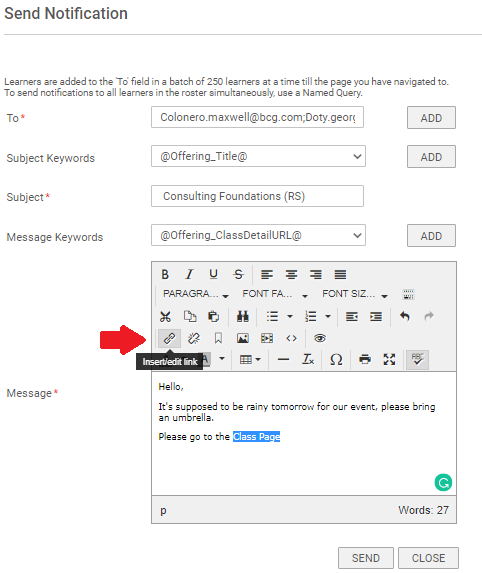 Send Notification
Learners are added to the 'To' field in a batch of 250 learners at a time till the page you have navigated to.
To send notifications to all learners in the roster simultaneously, use a Named Query.
To* Colonero.maxwell@bcg.com;Doty.georg ADD
Subject Keywords @Offering_Title@ ADD
Subject* Consulting Foundations (RS)
Message Keywords @Offering_ClassDetailURL@ ADD
B I U S
PARAGRA... FONT FA... FONT SIZ...
Insert/edit link A ABC
Message*
Hello,
It's supposed to be rainy tomorrow for our event, please bring
an umbrella.
Please go to the Class Page
p Words: 27
SEND CLOSE